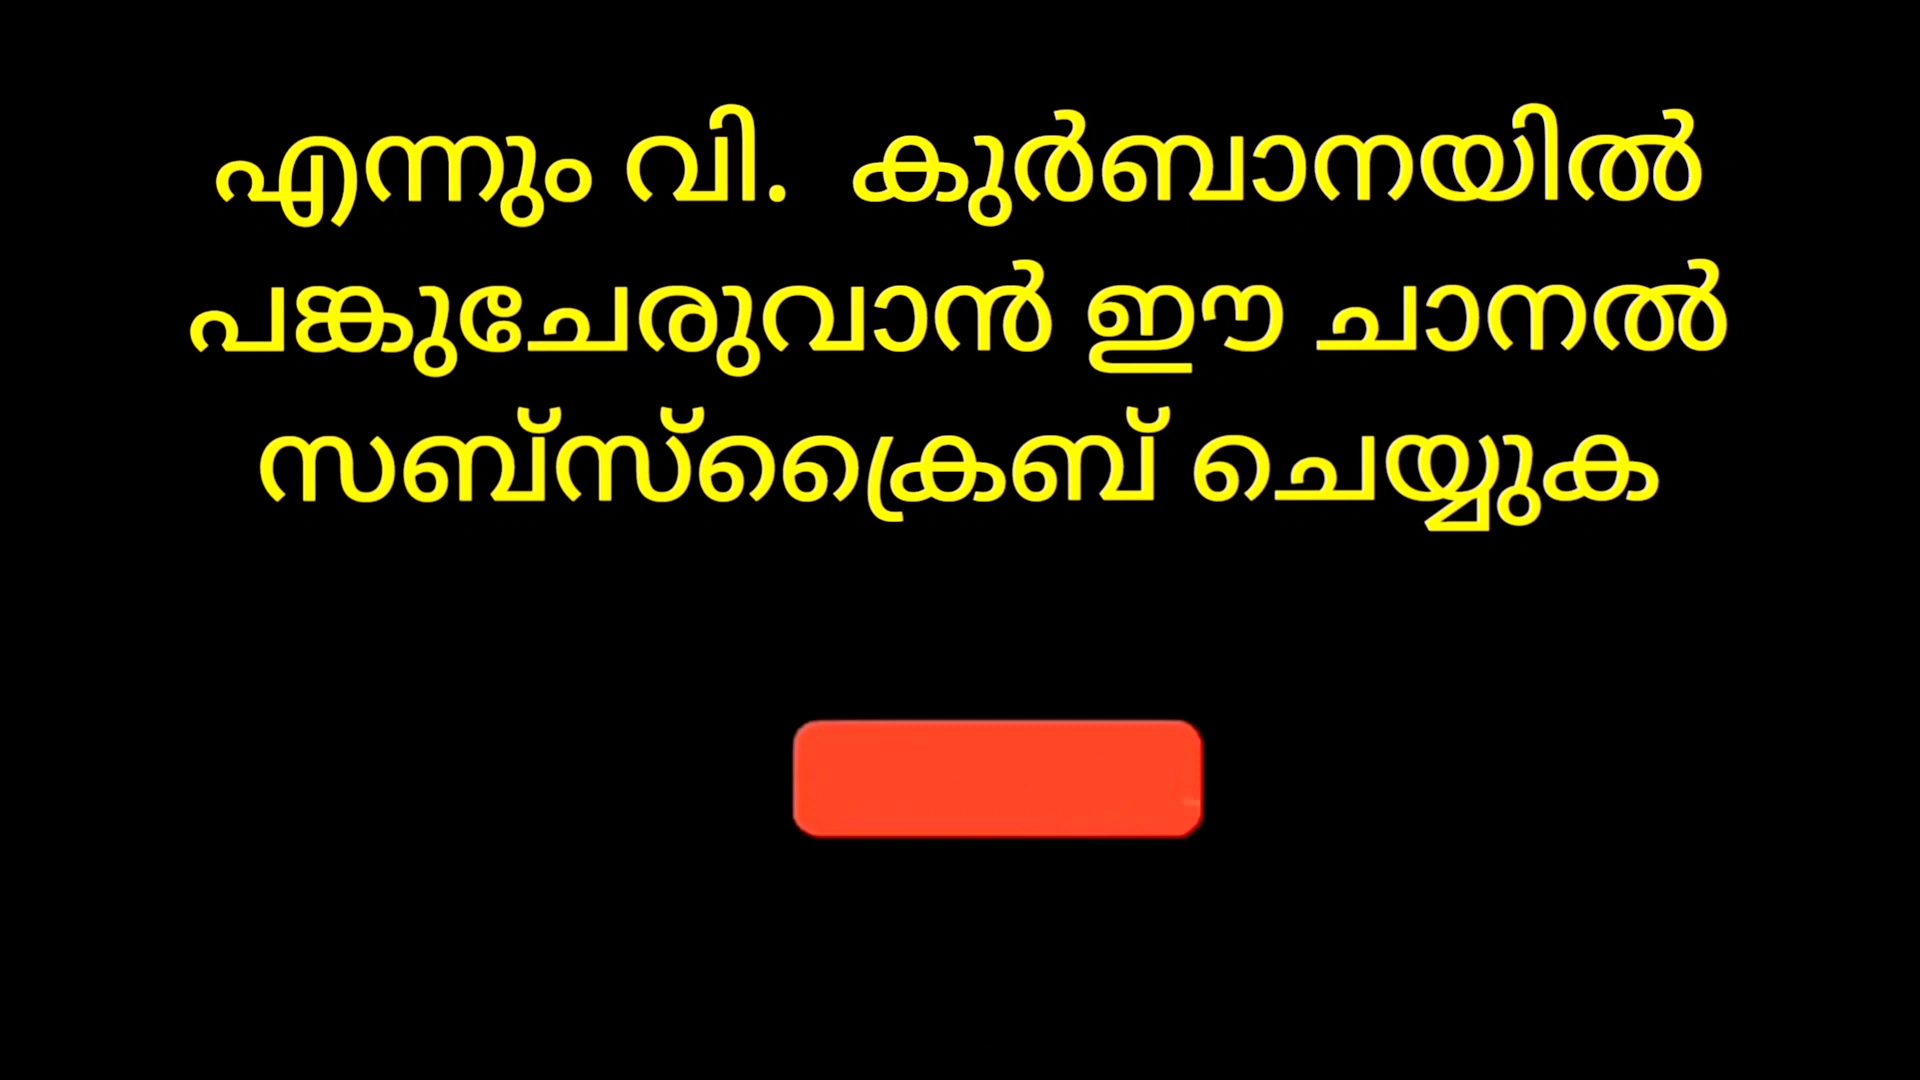 എന്നും വി. കുർബാനയിൽ
പങ്കുചേരുവാൻ ഈ ചാനൽ
സബ്സ്ക്രൈബ് ചെയ്യുക